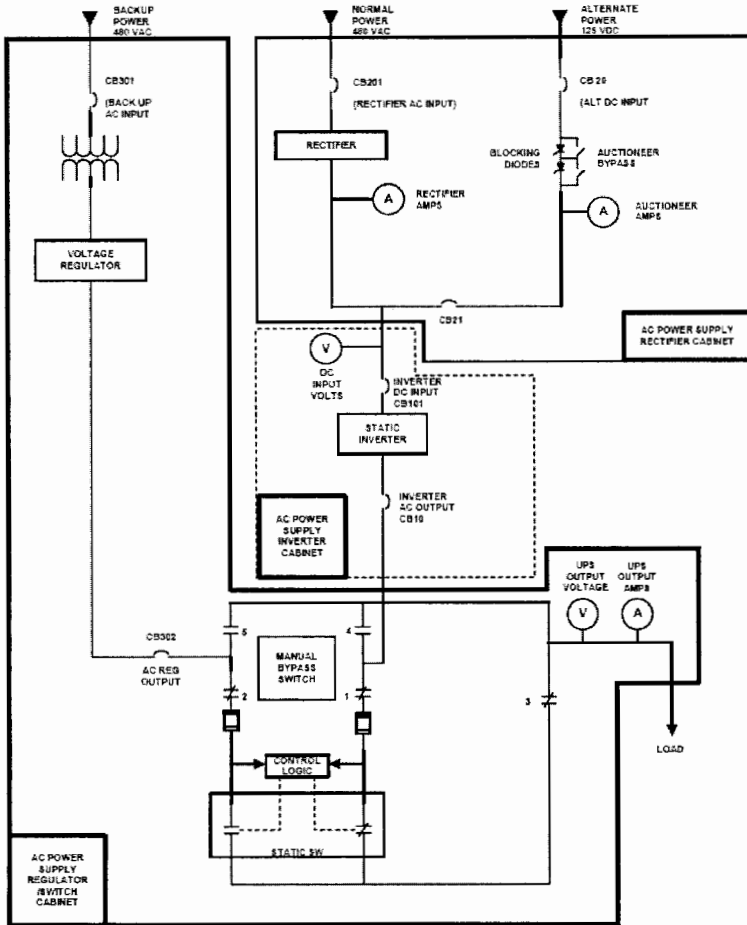 BACKUP
POWER
480 VAC
NORMAL
POWER
480 VAC
ALTERNATE
POWER
125 VDC
CB301
(BACK UP
AC INPUT
CB201
(RECTIFIER AC INPUT)
CB 20
(ALT DC INPUT
RECTIFIER
BLOCKING
DIODES
AUCTIONEER
BYPASS
A
RECTIFIER
AMPS
A
AUCTIONEER
AMPS
VOLTAGE
REGULATOR
CB21
AC POWER SUPPLY
RECTIFIER CABINET
V
DC
INPUT
VOLTS
INVERTER
DC INPUT
CB101
STATIC
INVERTER
INVERTER
AC OUTPUT
CB10
AC POWER
SUPPLY
INVERTER
CABINET
UPS
OUTPUT
VOLTAGE
UPS
OUTPUT
AMPS
V
A
5
4
CB302
AC REG
OUTPUT
MANUAL
BYPASS
SWITCH
2
1
3
LOAD
CONTROL
LOGIC
STATIC SW
AC POWER
SUPPLY
REGULATOR
/SWITCH
CABINET